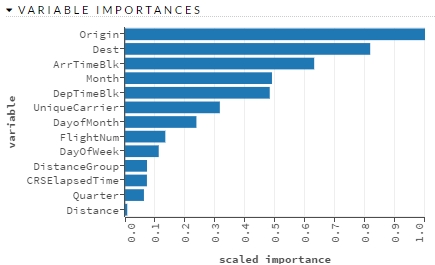 VARIABLE IMPORTANCES
Origin
Dest
ArrTimeBlk
Month
DepTimeBlk
UniqueCarrier
DayofMonth
FlightNum
DayOfWeek
DistanceGroup
CRSElapsedTime
Quarter
Distance
variable
0.0 0.1 0.2 0.3 0.4 0.5 0.6 0.7 0.8 0.9 1.0
scaled importance